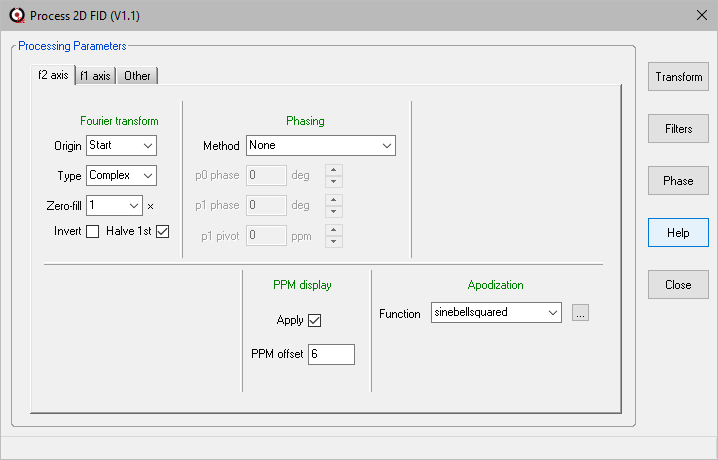 Process 2D FID (V1.1)
Processing Parameters
f2 axis f1 axis Other
Fourier transform
Origin Start
Type Complex
Zero-fill 1 ×
Invert Halve 1st
Phasing
Method None
p0 phase 0 deg
p1 phase 0 deg
p1 pivot 0 ppm
PPM display
Apply
PPM offset 6
Apodization
Function sinebellsquared ...
Transform
Filters
Phase
Help
Close